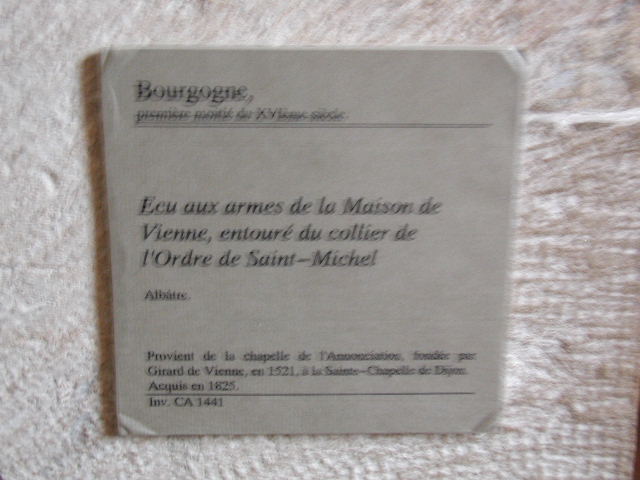 Bourgogne,
première moitié du XVIème siècle.
Ecu aux armes de la Maison de
Vienne, entouré du collier de
l'Ordre de Saint-Michel
Albâtre.
Provient de la chapelle de l'Annonciation, fondée par
Girard de Vienne, en 1521, à la Sainte-Chapelle de Dijon.
Acquis en 1825.
Inv. CA 1441